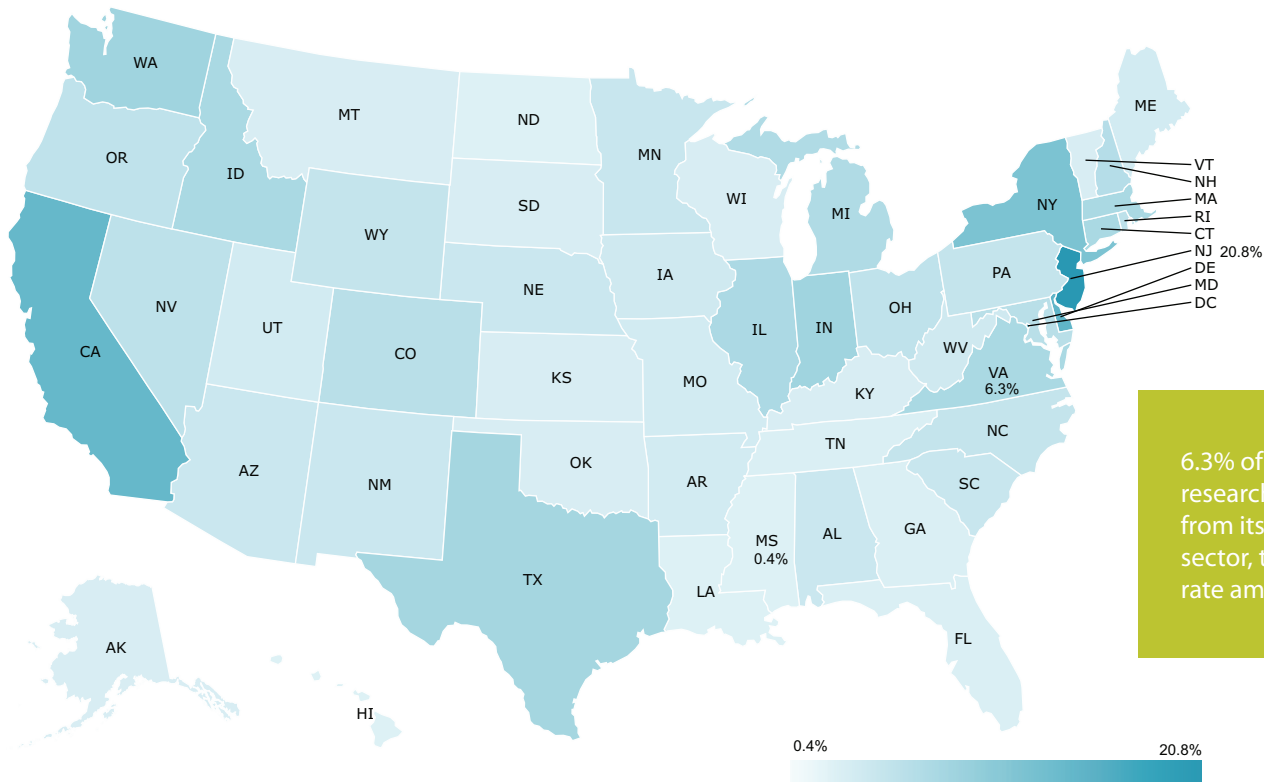 WA
MT
ND
MN
ME
OR
ID
SD
WI
MI
NY
VT
NH
MA
RI
CT
NJ 20.8%
DE
MD
DC
WY
IA
PA
NE
NV
UT
CO
IL
IN
OH
WV
VA
6.3%
CA
KS
MO
KY
NC
TN
AZ
NM
OK
AR
SC
MS
0.4%
AL
GA
TX
LA
FL
AK
HI
6.3% of
research
from its
sector, t
rate am
0.4%
20.8%